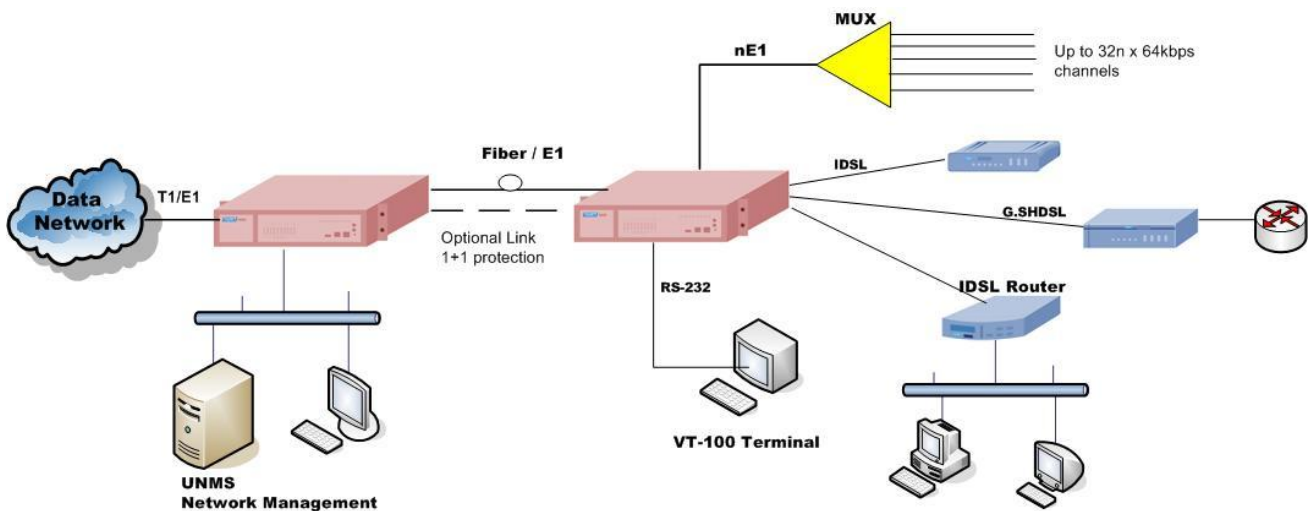 MUX
nE1
Up to 32n x 64kbps
channels
Fiber / E1
IDSL
Data
Network
T1/E1
G.SHDSL
Optional Link
1+1 protection
RS-232
IDSL Router
VT-100 Terminal
UNMS
Network Management